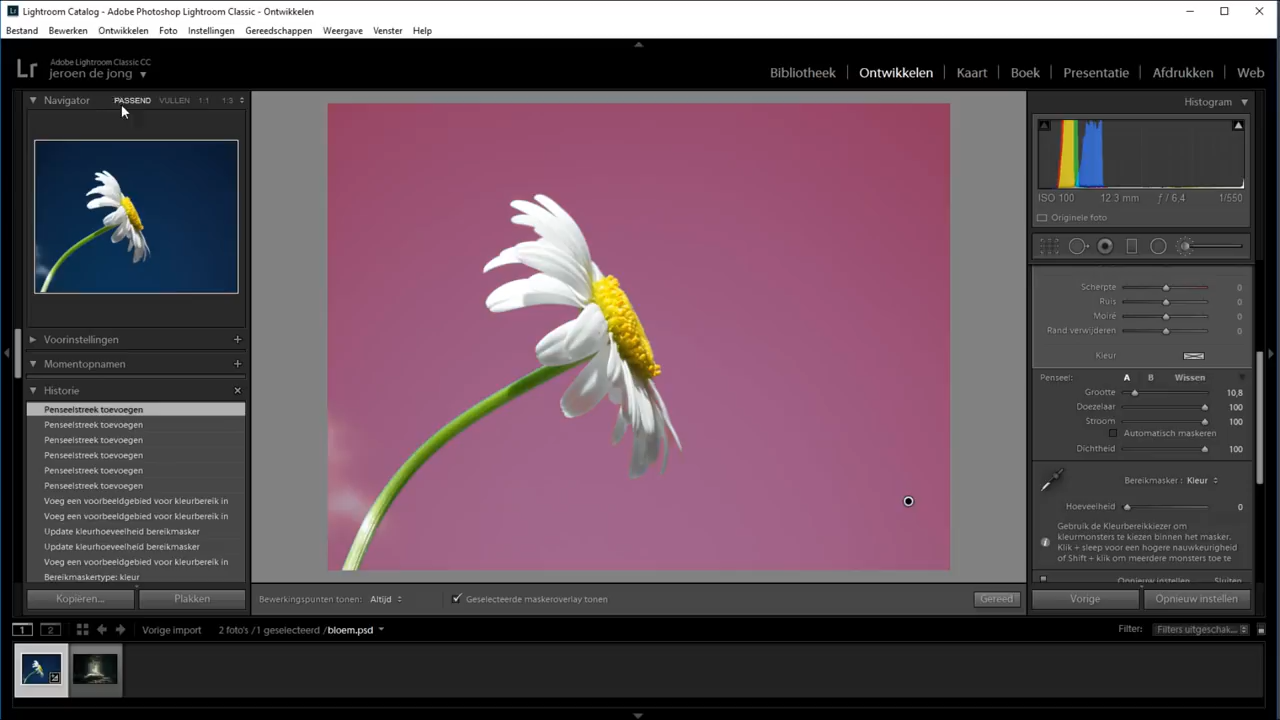 Lightroom Catalog - Adobe Photoshop Lightroom Classic - Ontwikkelen
Bestand Bewerken Ontwikkelen Foto Instellingen Gereedschappen Weergave Venster Help
Lr
Adobe Lightroom Classic CC
jeroen de jong
Bibliotheek Ontwikkelen Kaart Boek Presentatie Afdrukken Web
Navigator PASSEND VULLEN 1:1 1:3
Histogram
ISO 100 12.3 mm ƒ / 6,4 1/550
Originele foto
Scherpte 0
Ruis 0
Moiré 0
Rand verwijderen 0
Kleur
Penseel: A B Wissen
Grootte 10,8
Doezelaar 100
Stroom 100
Automatisch maskeren
Dichtheid 100
Bereikmasker : Kleur
Hoeveelheid 0
Gebruik de Kleurbereikkiezer om
kleurmonsters te kiezen binnen het masker.
Klik + sleep voor een hogere nauwkeurigheid
of Shift + klik om meerdere monsters toe te
Opnieuw instellen Sluiten
Vorige Opnieuw instellen
Voorinstellingen
Momentopnamen
Historie
Penseelstreek toevoegen
Penseelstreek toevoegen
Penseelstreek toevoegen
Penseelstreek toevoegen
Penseelstreek toevoegen
Penseelstreek toevoegen
Voeg een voorbeeldgebied voor kleurbereik in
Voeg een voorbeeldgebied voor kleurbereik in
Update kleurhoeveelheid bereikmasker
Update kleurhoeveelheid bereikmasker
Voeg een voorbeeldgebied voor kleurbereik in
Bereikmaskertype: kleur
Kopiëren... Plakken
Bewerkingspunten tonen: Altijd Geselecteerde maskeroverlay tonen Gereed
1 2 Vorige import 2 foto's /1 geselecteerd /bloem.psd
Filter: Filters uitgeschak...